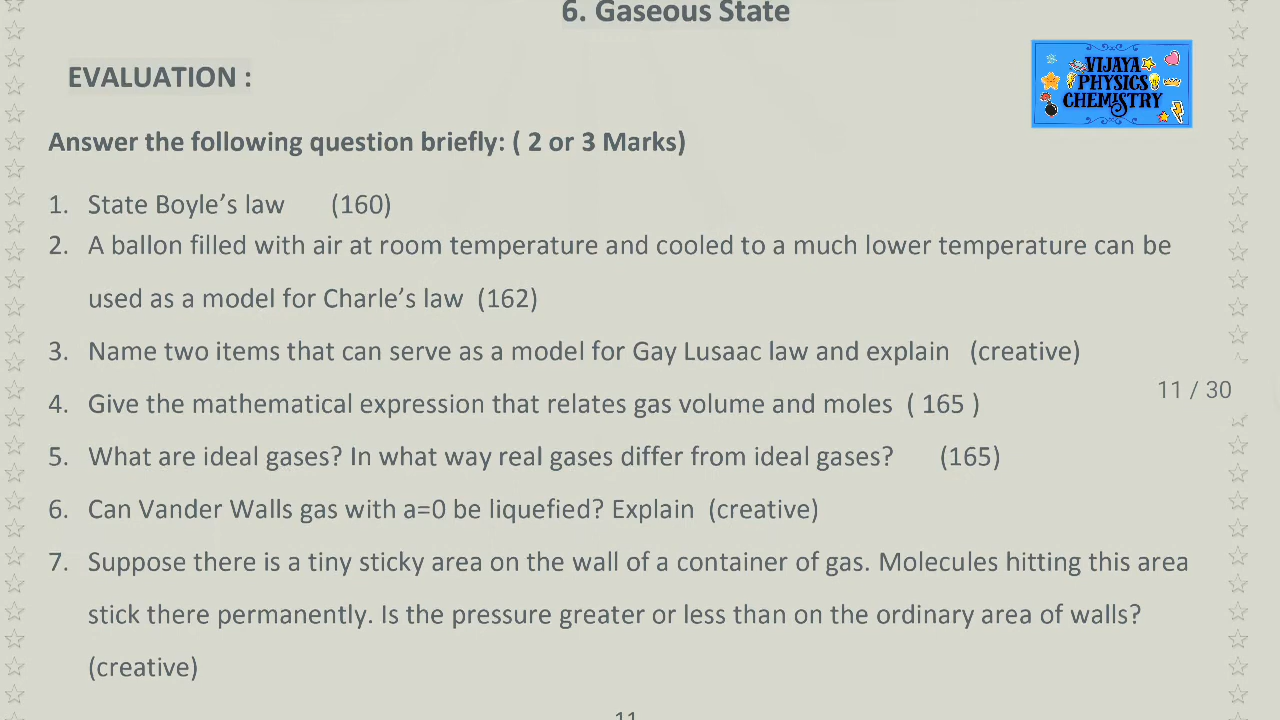 6. Gaseous State
EVALUATION :
VIJAYA
PHYSICS
CHEMISTRY
Answer the following question briefly: ( 2 or 3 Marks)
1. State Boyle’s law (160)
2. A ballon filled with air at room temperature and cooled to a much lower temperature can be
used as a model for Charle’s law (162)
3. Name two items that can serve as a model for Gay Lusaac law and explain (creative)
11 / 30
4. Give the mathematical expression that relates gas volume and moles ( 165 )
5. What are ideal gases? In what way real gases differ from ideal gases? (165)
6. Can Vander Walls gas with a=0 be liquefied? Explain (creative)
7. Suppose there is a tiny sticky area on the wall of a container of gas. Molecules hitting this area
stick there permanently. Is the pressure greater or less than on the ordinary area of walls?
(creative)
11